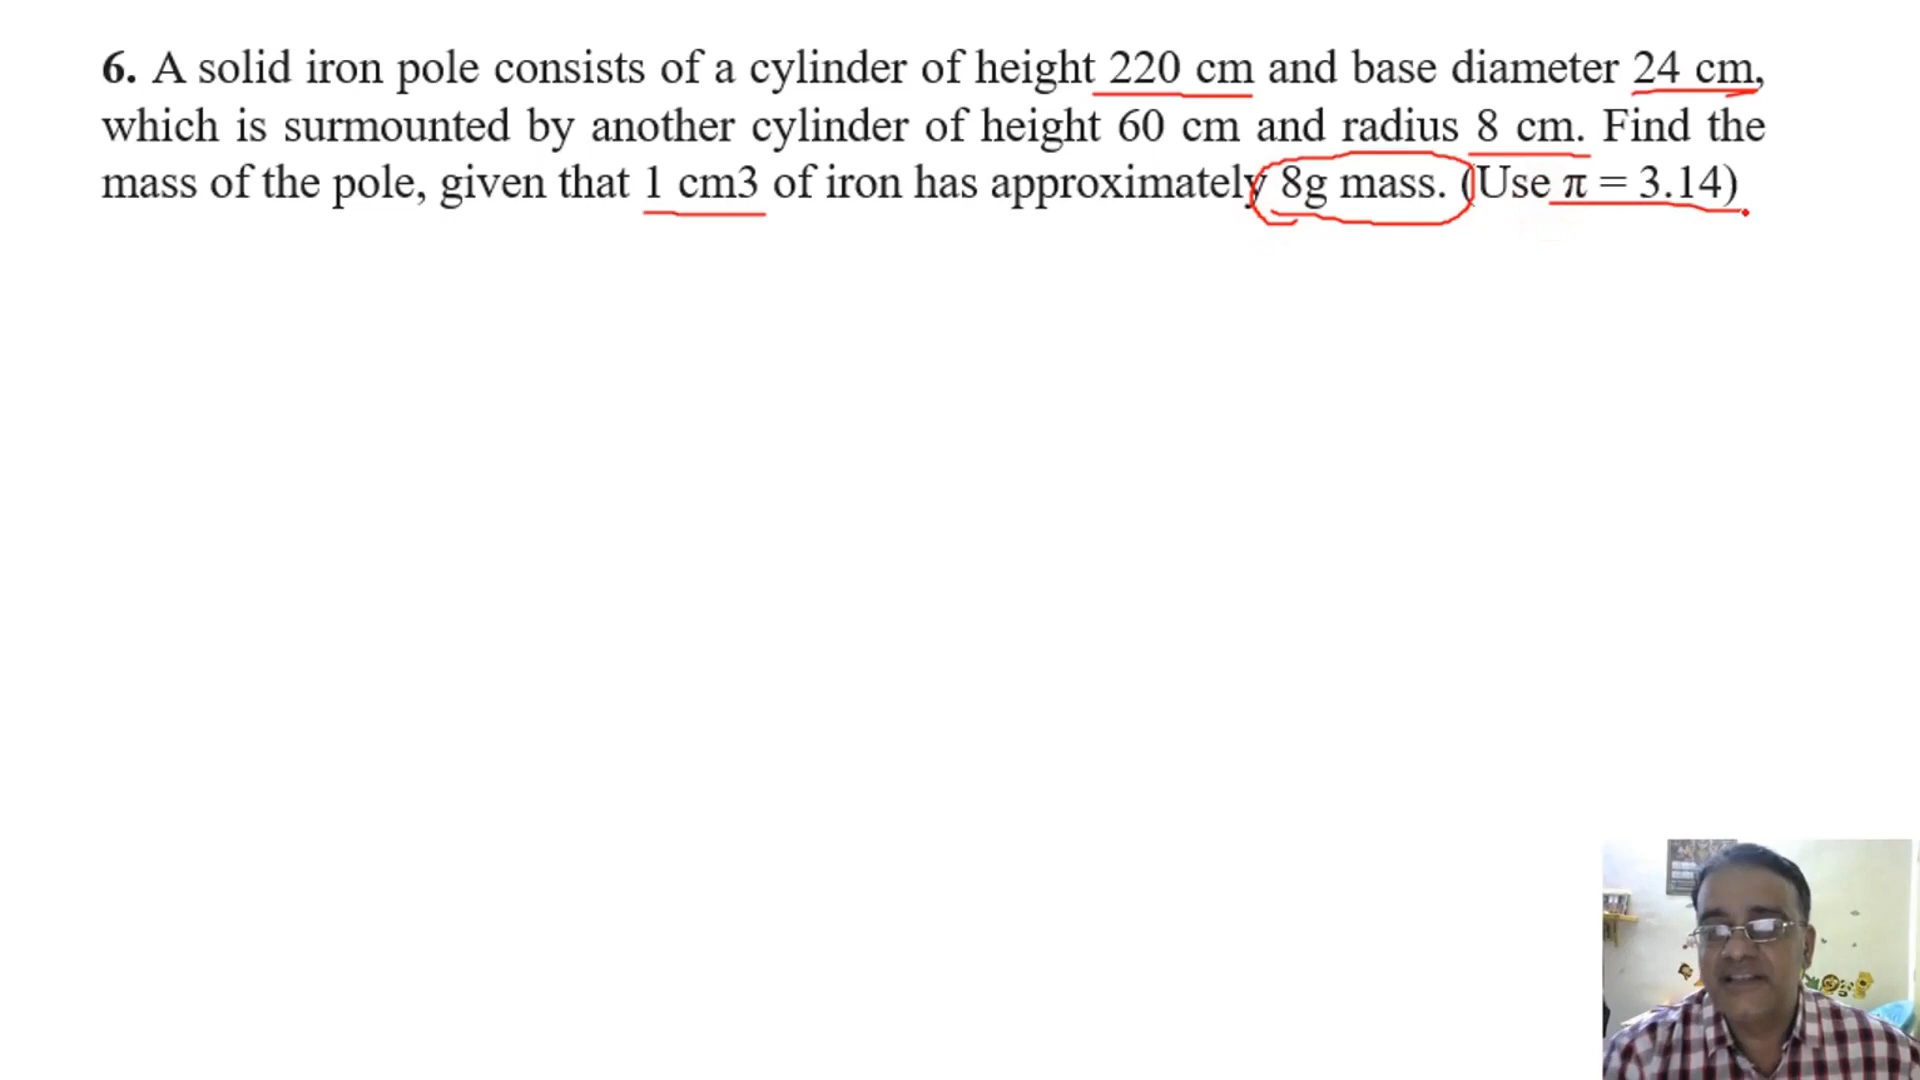 6. A solid iron pole consists of a cylinder of height 220 cm and base diameter 24 cm,
which is surmounted by another cylinder of height 60 cm and radius 8 cm. Find the
mass of the pole, given that 1 cm3 of iron has approximately 8g mass. (Use π = 3.14)